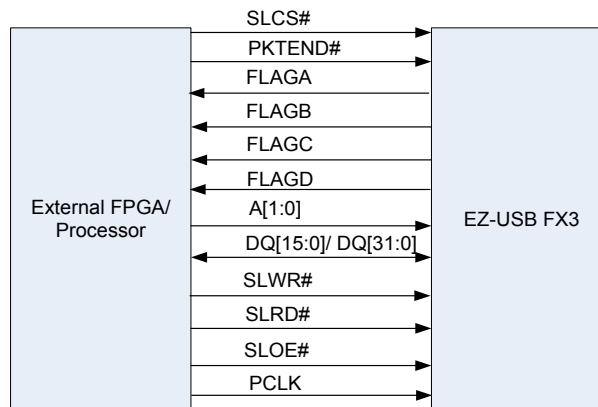 SLCS#
PKTEND#
FLAGA
FLAGB
FLAGC
FLAGD
External FPGA/
Processor
A[1:0]
EZ-USB FX3
DQ[15:0]/ DQ[31:0]
SLWR#
SLRD#
SLOE#
PCLK